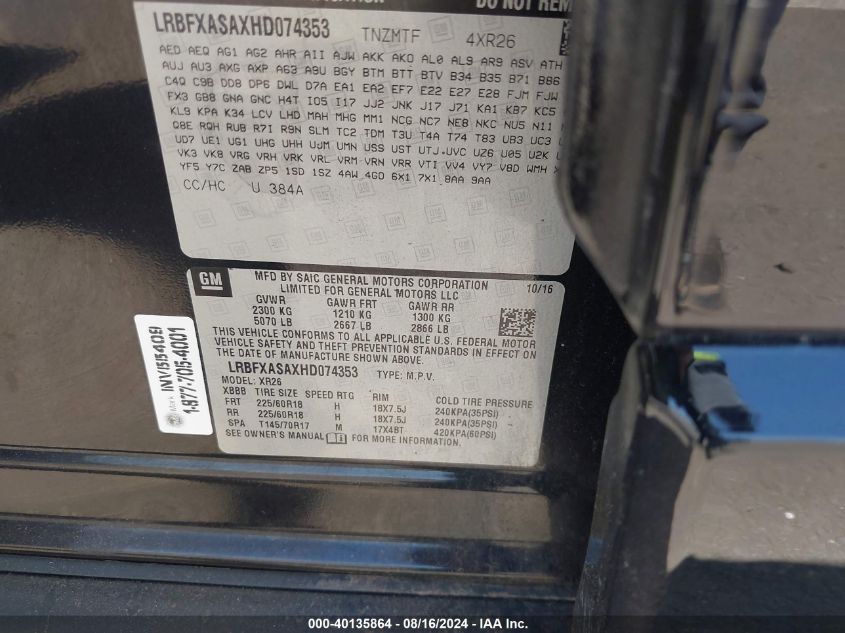 DO NOT REM
LRBFXASAXHD074353 TNZMTF 4XR26
AED AEQ AG1 AG2 AHR AII AJW AKK AKO AL0 AL9 AR9 ASV ATH
AUJ AU3 AXG AXP A63 A9U BGY BTM BTT BTV B34 B35 B71 B86
C4Q C9B DD8 DP6 DWL D7A EA1 EA2 EF7 E22 E27 E28 FJM FJW
FX3 GB8 GNA GNC H4T IO5 I17 JJ2 JNK J17 J71 KA1 KB7 KC5
KL9 KPA K34 LCV LHD MAH MHG MM1 NCG NC7 NE8 NKC NU5 N11
Q8E RQH RUB R7I R9N SLM TC2 TDM T3U T4A T74 T83 UB3 UC3
UD7 UE1 UG1 UHG UHH UJM UMN USS UST UTJ UVC UZ6 U05 U2K
VK3 VK8 VRG VRH VRK VRL VRM VRN VRR VTI VV4 VY7 V8D WMH
YF5 Y7C ZAB ZP5 1SD 1SZ 4AW 4GD 6X1 7X1 8AA 9AA
CC/HC U 384A
GM MFD BY SAIC GENERAL MOTORS CORPORATION 10/16
LIMITED FOR GENERAL MOTORS LLC
GVWR GAWR FRT GAWR RR
2300 KG 1210 KG 1300 KG
5070 LB 2667 LB 2866 LB
THIS VEHICLE CONFORMS TO ALL APPLICABLE U.S. FEDERAL MOTOR
VEHICLE SAFETY AND THEFT PREVENTION STANDARDS IN EFFECT ON
THE DATE OF MANUFACTURE SHOWN ABOVE.
LRBFXASAXHD074353 TYPE: M.P.V.
MODEL: XR26
XBBB TIRE SIZE SPEED RTG RIM COLD TIRE PRESSURE
FRT 225/60R18 H 18X7.5J 240KPA(35PSI)
RR 225/60R18 H 18X7.5J 240KPA(35PSI)
SPA T145/70R17 M 17X4BT 420KPA(60PSI)
SEE OWNER'S MANUAL FOR MORE INFORMATION
1-877-705-4001
000-40135864 - 08/16/2024 - IAA Inc.